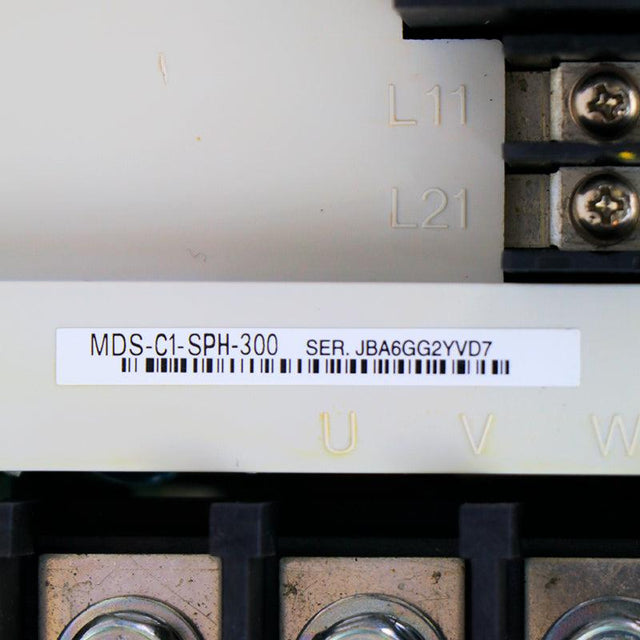 L11
L21
MDS-C1-SPH-300 SER. JBA6GG2YVD7
U V W